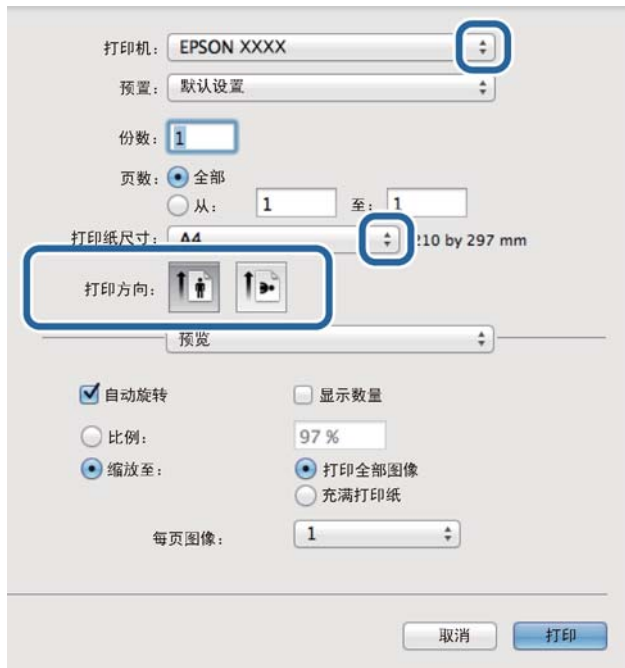 打印机: EPSON XXXX
预置: 默认设置
份数: 1
页数: 全部
从: 1 至: 1
打印纸尺寸: A4 210 by 297 mm
打印方向:
预览
自动旋转 显示数量
比例: 97 %
缩放至: 打印全部图像
充满打印纸
每页图像: 1
取消 打印